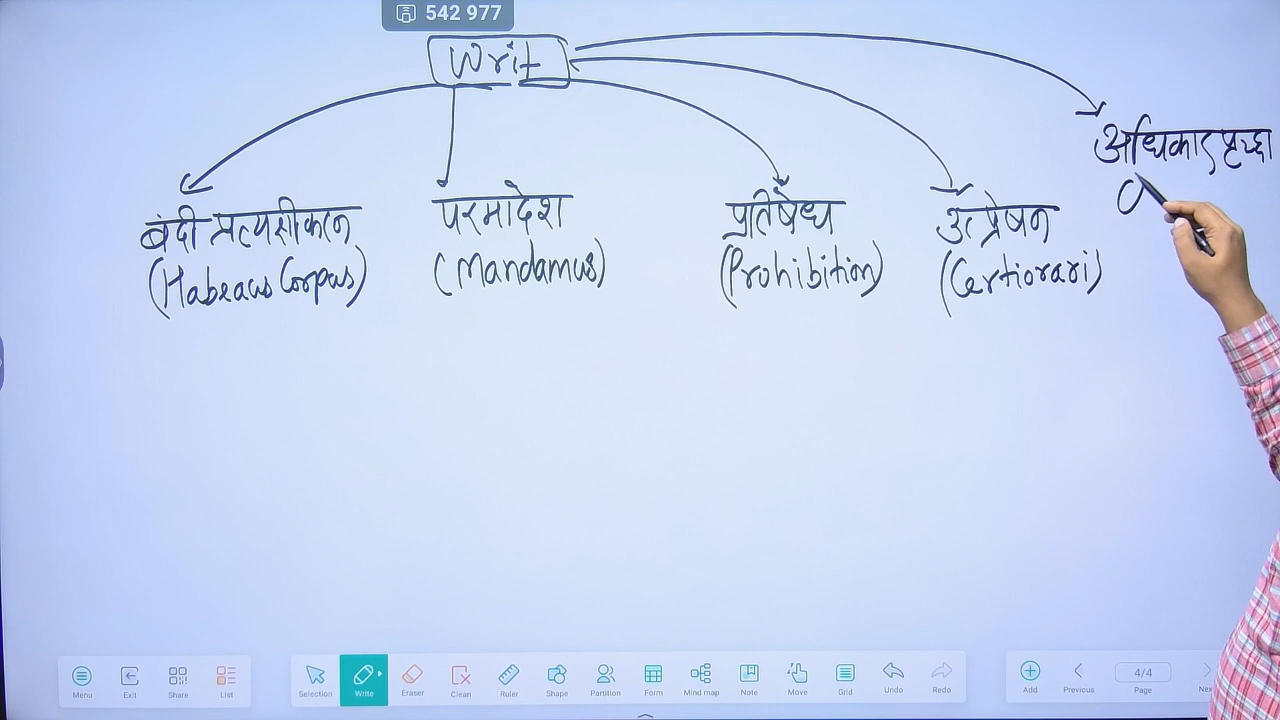 542 977
Writ
अधिकार पृच्छा
बंदी प्रत्यक्षीकरण
(Habeacus Corpus)
परमादेश
(Mandamus)
प्रतिषेध
(Prohibition)
उत्प्रेषन
(Certiorari)
Menu
Exit
Share
List
Selection
Write
Eraser
Clean
Ruler
Shape
Partition
Form
Mind map
Note
Move
Grid
Undo
Redo
Add
Previous
4/4
Page